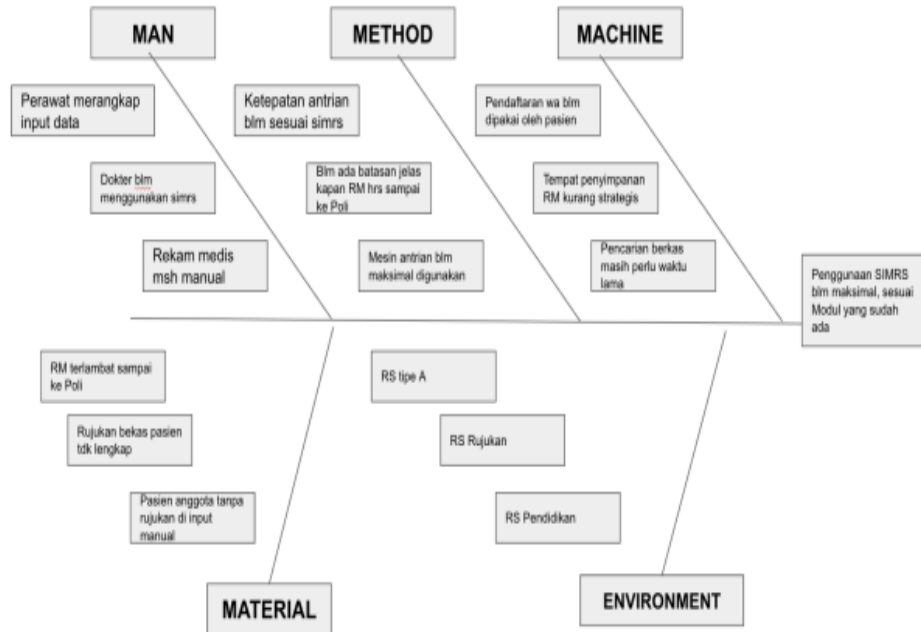 MAN
METHOD
MACHINE
Perawat merangkap
input data
Ketepatan antrian
blm sesuai simrs
Pendaftaran wa blm
dipakai oleh pasien
Dokter blm
menggunakan simrs
Blm ada batasan jelas
kapan RM hrs sampai
ke Poli
Tempat penyimpanan
RM kurang strategis
Rekam medis
msh manual
Mesin antrian blm
maksimal digunakan
Pencarian berkas
masih perlu waktu
lama
Penggunaan SIMRS
blm maksimal, sesuai
Modul yang sudah
ada
RM terlambat sampai
ke Poli
RS tipe A
Rujukan bekas pasien
tdk lengkap
RS Rujukan
Pasien anggota tanpa
rujukan di input
manual
RS Pendidikan
MATERIAL
ENVIRONMENT